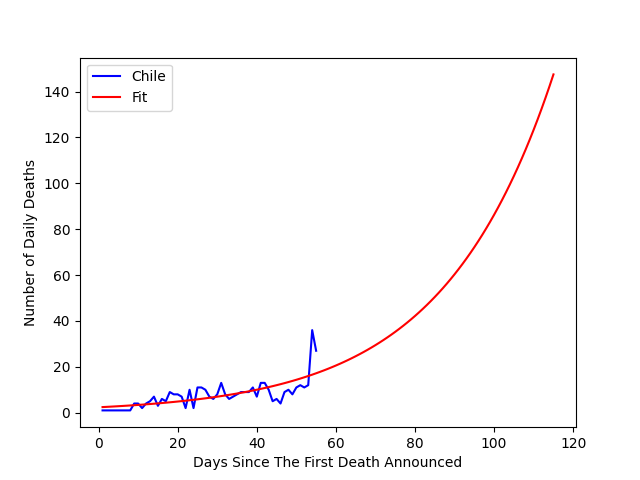 Chile
Fit
Number of Daily Deaths
140
120
100
80
60
40
20
0
0 20 40 60 80 100 120
Days Since The First Death Announced